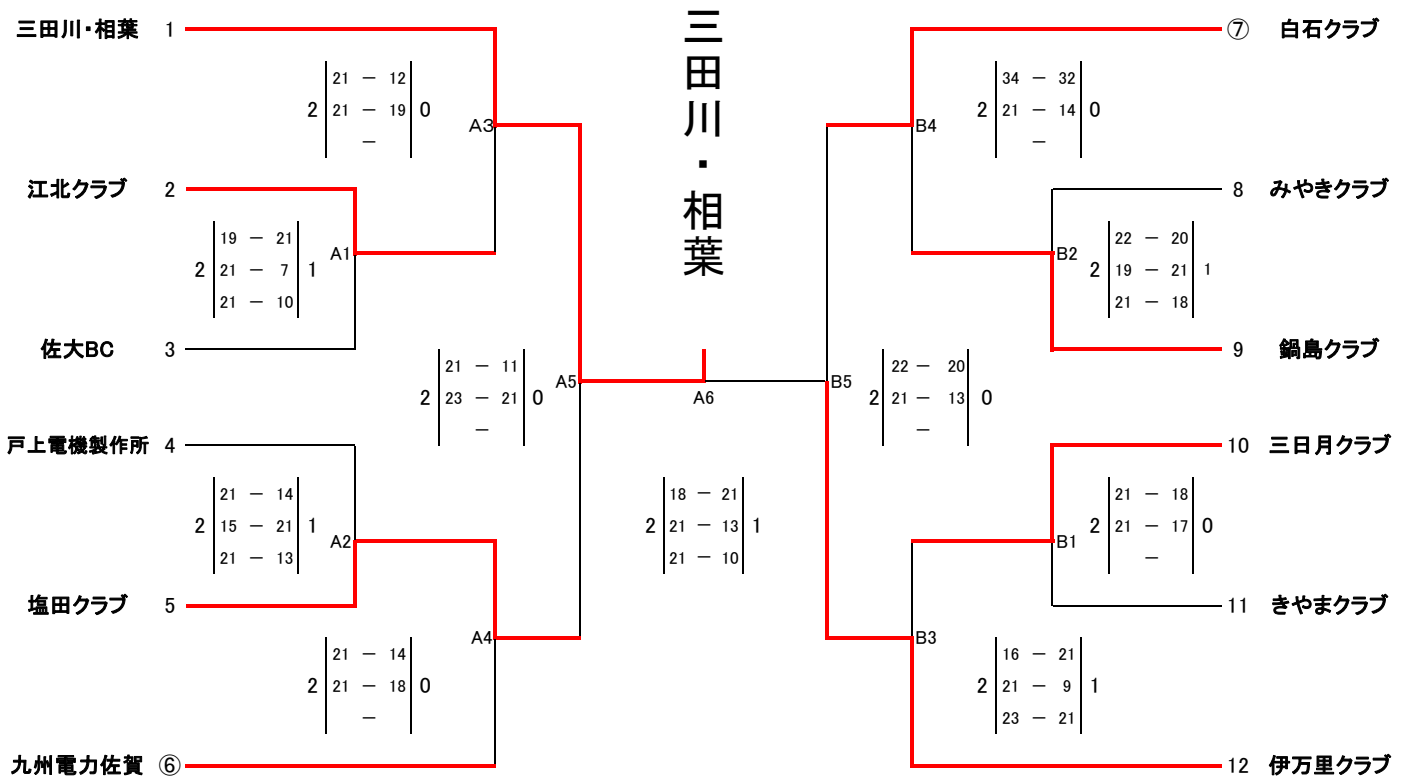 三田川・相葉
三田川・相葉 1
21 － 12
2 21 － 19 0
－
A3
江北クラブ 2
19 － 21
2 21 － 7 1
21 － 10
A1
佐大BC 3
21 － 11
2 23 － 21 0
－
A5
戸上電機製作所 4
21 － 14
2 15 － 21 1
21 － 13
A2
塩田クラブ 5
21 － 14
2 21 － 18 0
－
A4
九州電力佐賀 ⑥
A6
18 － 21
2 21 － 13 1
21 － 10
⑦ 白石クラブ
34 － 32
2 21 － 14 0
－
B4
8 みやきクラブ
22 － 20
2 19 － 21 1
21 － 18
B2
9 鍋島クラブ
22 － 20
2 21 － 13 0
－
B5
10 三日月クラブ
21 － 18
2 21 － 17 0
－
B1
11 きやまクラブ
16 － 21
2 21 － 9 1
23 － 21
B3
12 伊万里クラブ